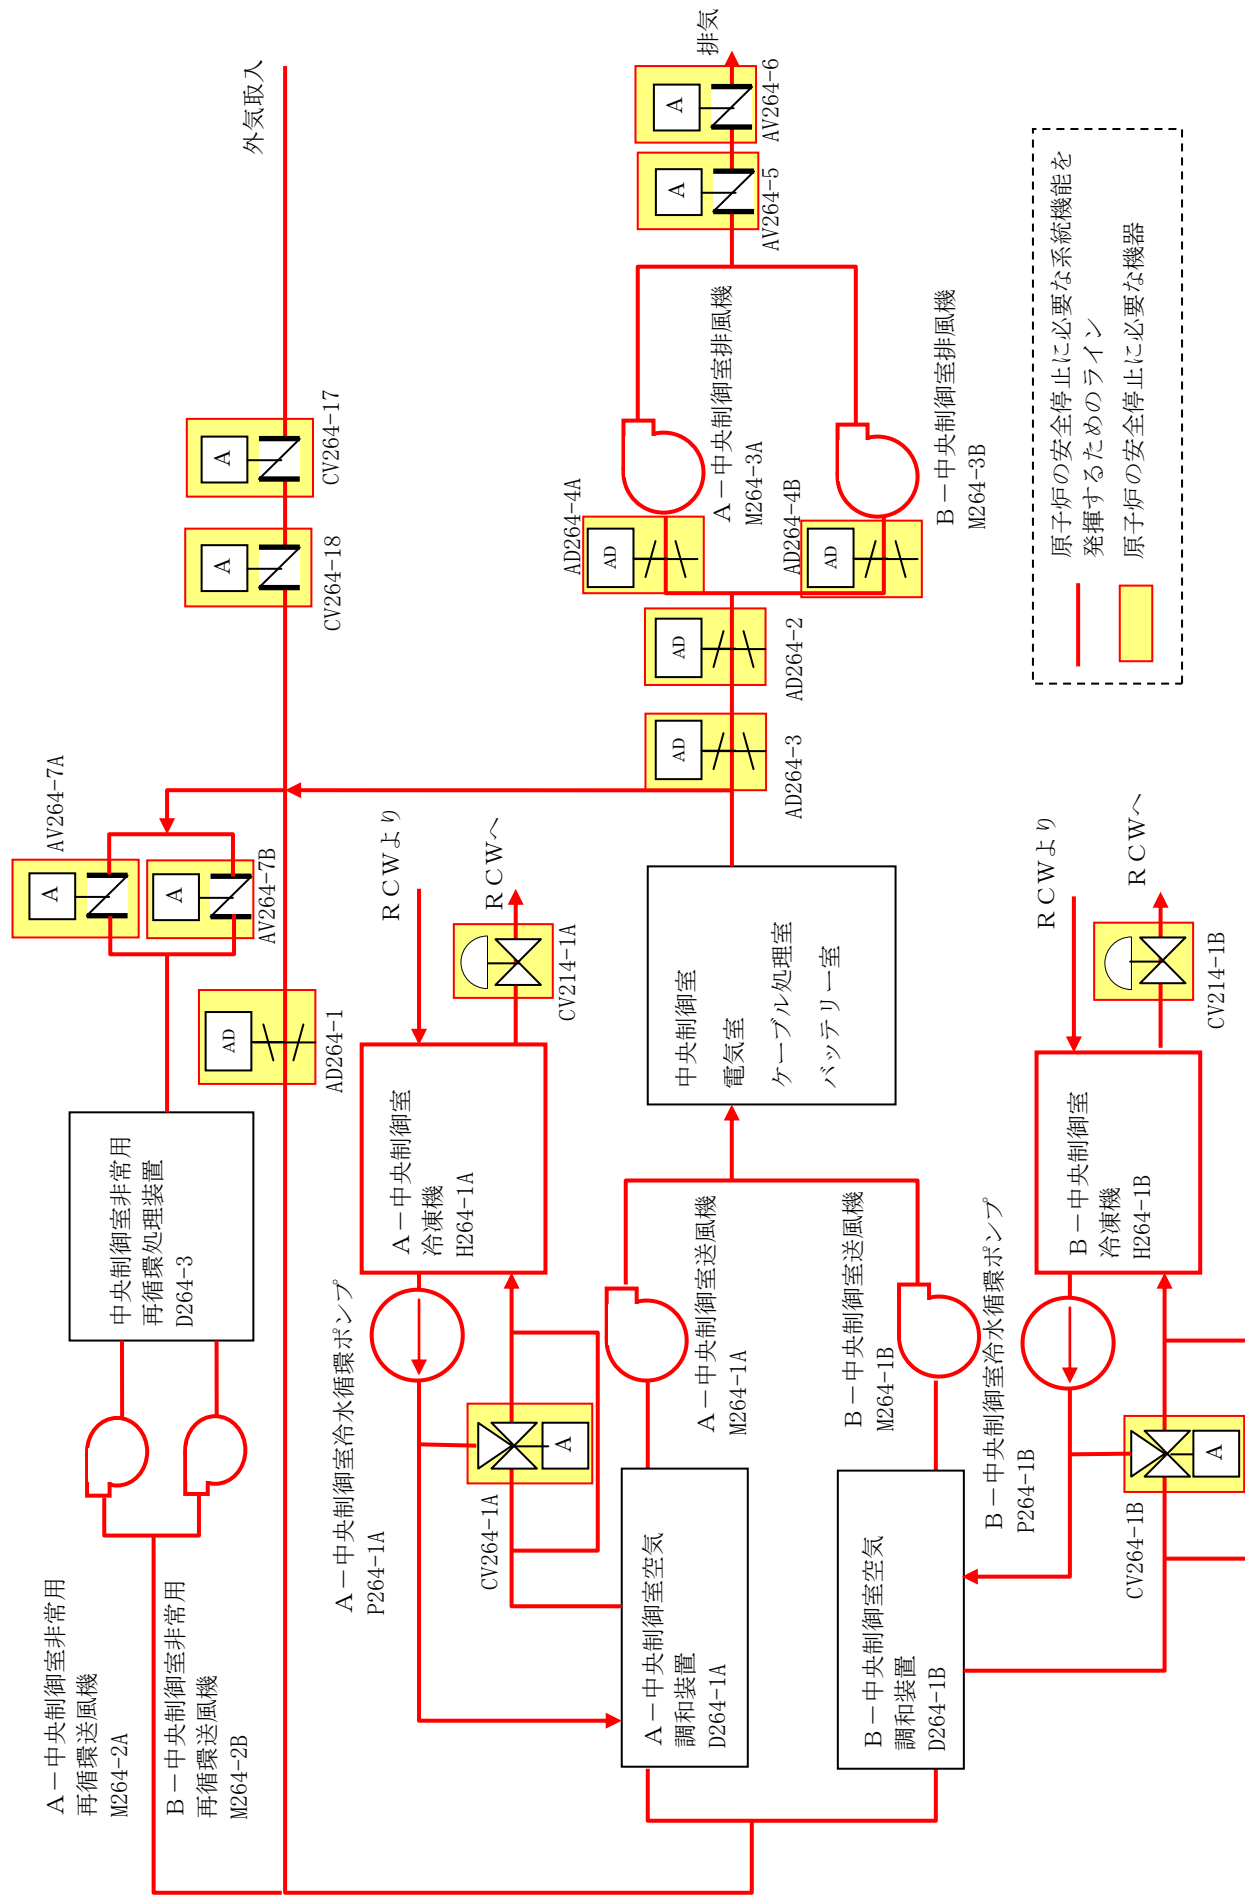 A－中央制御室非常用
再循環送風機
M264-2A
B－中央制御室非常用
再循環送風機
M264-2B
中央制御室非常用
再循環処理装置
D264-3
A
AV264-7A
A
AV264-7B
AD
AD264-1
A
CV264-18
A
CV264-17
外気取入
A－中央制御室冷水循環ポンプ
P264-1A
A
CV264-1A
A－中央制御室
冷凍機
H264-1A
RCWより
RCWへ
CV214-1A
A－中央制御室空気
調和装置
D264-1A
A－中央制御室送風機
M264-1A
B－中央制御室空気
調和装置
D264-1B
B－中央制御室送風機
M264-1B
中央制御室
電気室
ケーブル処理室
バッテリー室
AD
AD264-3
AD
AD264-2
AD
AD264-4A
AD
AD264-4B
A－中央制御室排風機
M264-3A
B－中央制御室排風機
M264-3B
A
AV264-5
A
AV264-6
排気
B－中央制御室冷水循環ポンプ
P264-1B
A
CV264-1B
B－中央制御室
冷凍機
H264-1B
RCWより
RCWへ
CV214-1B
原子炉の安全停止に必要な系統機能を
発揮するためのライン
原子炉の安全停止に必要な機器